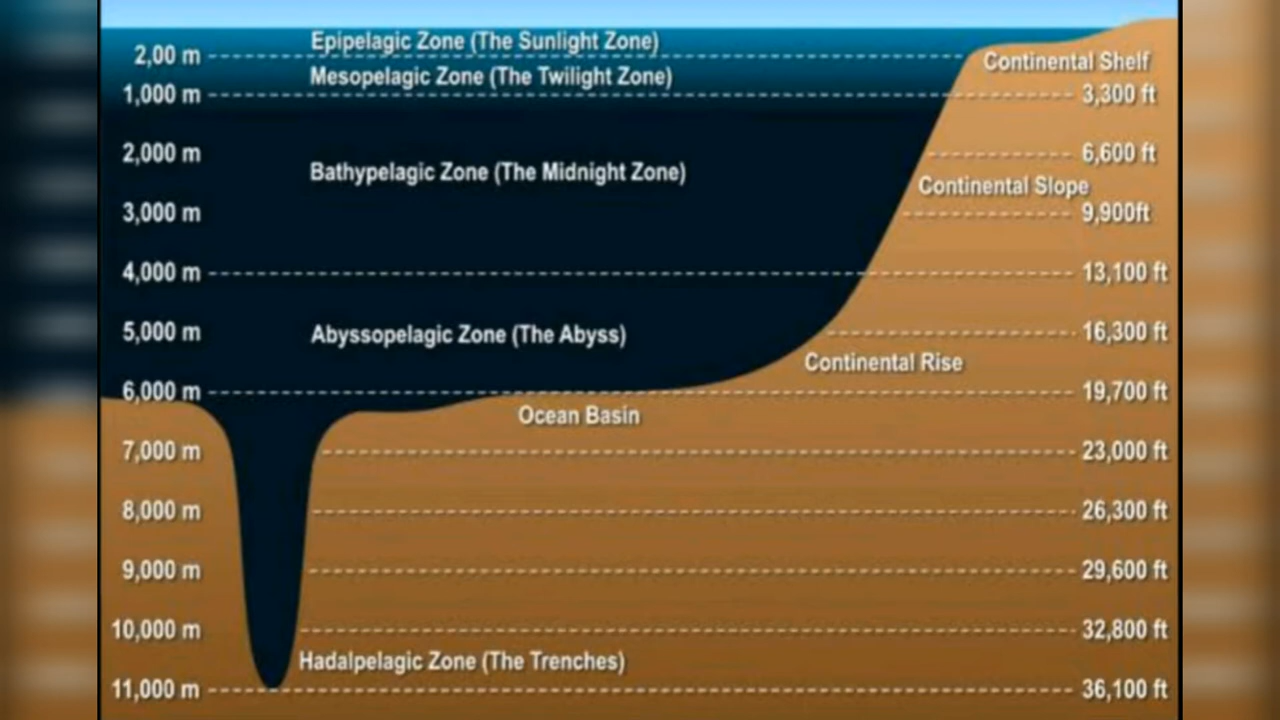 Epipelagic Zone (The Sunlight Zone)
2,00 m
Continental Shelf
Mesopelagic Zone (The Twilight Zone)
1,000 m
3,300 ft
2,000 m
6,600 ft
Bathypelagic Zone (The Midnight Zone)
Continental Slope
3,000 m
9,900ft
4,000 m
13,100 ft
5,000 m
Abyssopelagic Zone (The Abyss)
16,300 ft
Continental Rise
6,000 m
19,700 ft
Ocean Basin
7,000 m
23,000 ft
8,000 m
26,300 ft
9,000 m
29,600 ft
10,000 m
32,800 ft
Hadalpelagic Zone (The Trenches)
11,000 m
36,100 ft